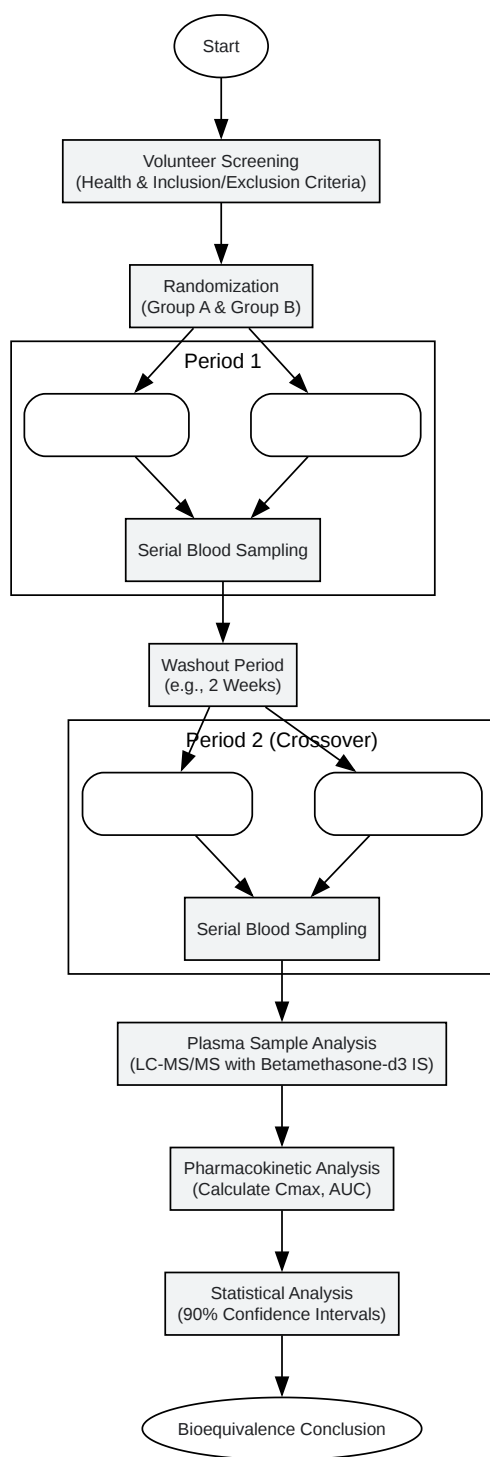 Start
Volunteer Screening
(Health & Inclusion/Exclusion Criteria)
Randomization
(Group A & Group B)
Period 1
Serial Blood Sampling
Washout Period
(e.g., 2 Weeks)
Period 2 (Crossover)
Serial Blood Sampling
Plasma Sample Analysis
(LC-MS/MS with Betamethasone-d3 IS)
Pharmacokinetic Analysis
(Calculate Cmax, AUC)
Statistical Analysis
(90% Confidence Intervals)
Bioequivalence Conclusion